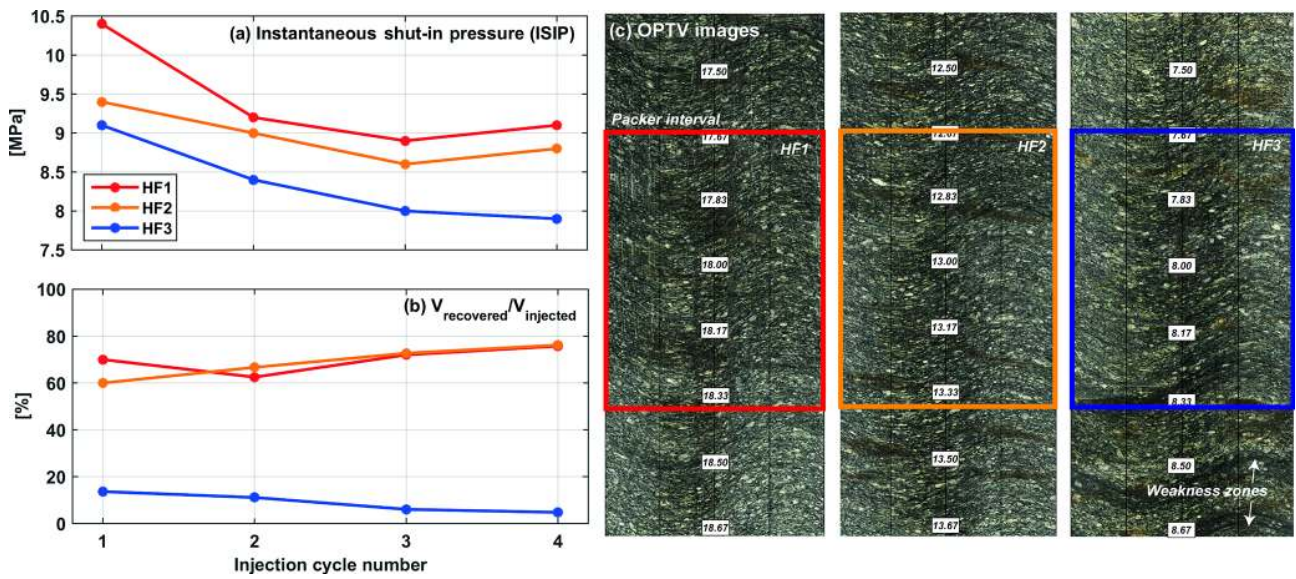 (a) Instantaneous shut-in pressure (ISIP)
10.5
10
9.5
9
8.5
8
7.5
[MPa]
HF1
HF2
HF3
(b) Vrecovered/Vinjected
100
80
60
40
20
0
[%]
1 2 3 4
Injection cycle number
(c) OPTV images
17.50
Packer interval
17.67
HF1
17.83
18.00
18.17
18.33
18.50
18.67
12.50
HF2
12.83
13.00
13.17
13.33
13.50
13.67
7.50
7.67
HF3
7.83
8.00
8.17
8.33
8.50
Weakness zones
8.67